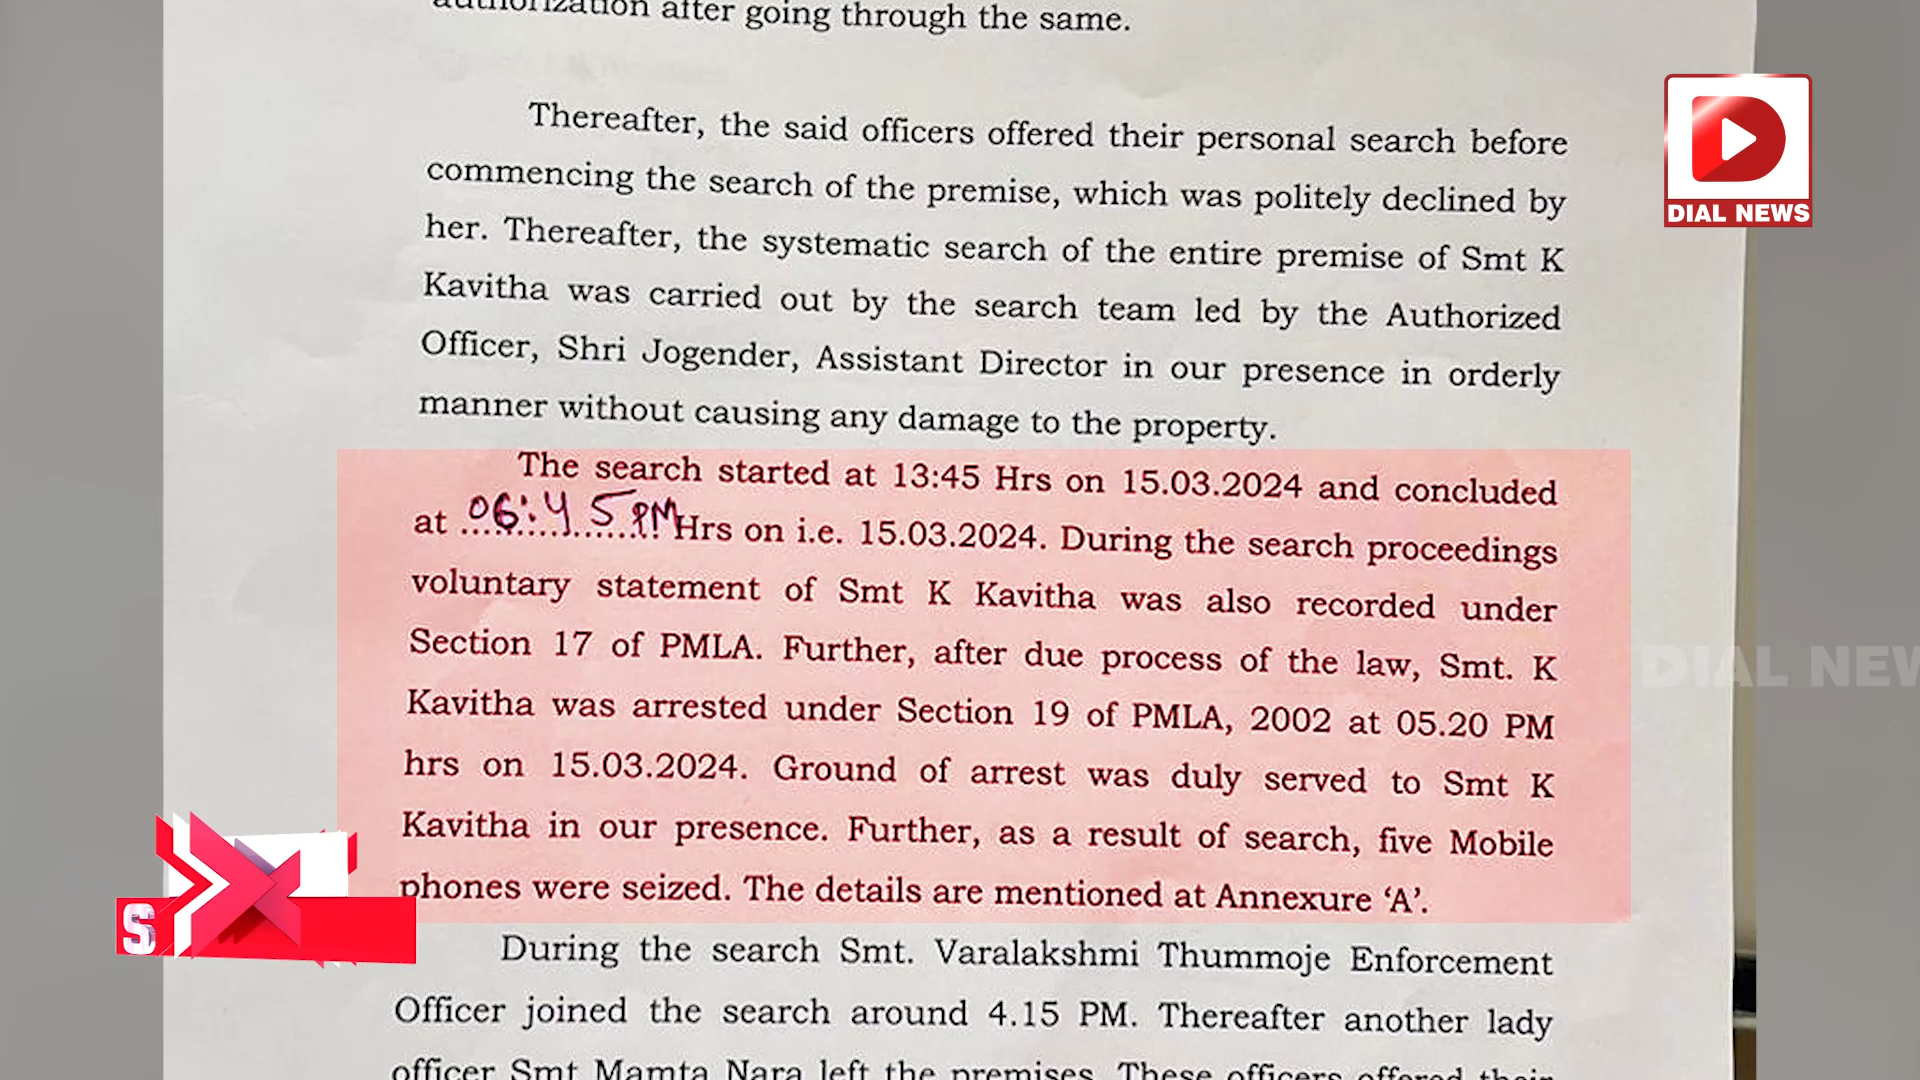 authorization after going through the same.
Thereafter, the said officers offered their personal search before
commencing the search of the premise, which was politely declined by
her. Thereafter, the systematic search of the entire premise of Smt K
Kavitha was carried out by the search team led by the Authorized
Officer, Shri Jogender, Assistant Director in our presence in orderly
manner without causing any damage to the property.
The search started at 13:45 Hrs on 15.03.2024 and concluded
at ..06:45 PM..Hrs on i.e. 15.03.2024. During the search proceedings
voluntary statement of Smt K Kavitha was also recorded under
Section 17 of PMLA. Further, after due process of the law, Smt. K
Kavitha was arrested under Section 19 of PMLA, 2002 at 05.20 PM
hrs on 15.03.2024. Ground of arrest was duly served to Smt K
Kavitha in our presence. Further, as a result of search, five Mobile
phones were seized. The details are mentioned at Annexure ‘A’.
During the search Smt. Varalakshmi Thummoje Enforcement
Officer joined the search around 4.15 PM. Thereafter another lady
officer Smt Mamta Nara left the premises. These officers offered their
DIAL NEWS
DIAL NEW
S